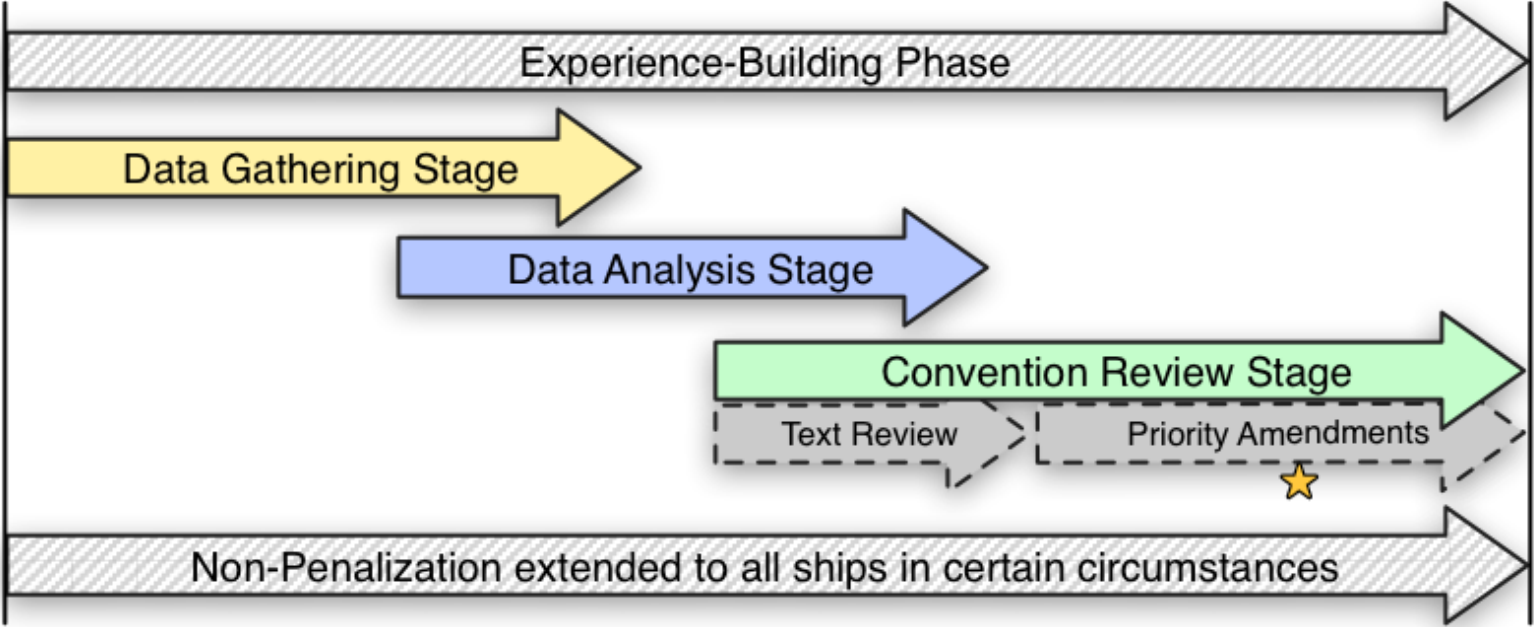 Experience-Building Phase
Data Gathering Stage
Data Analysis Stage
Convention Review Stage
Text Review
Priority Amendments
Non-Penalization extended to all ships in certain circumstances